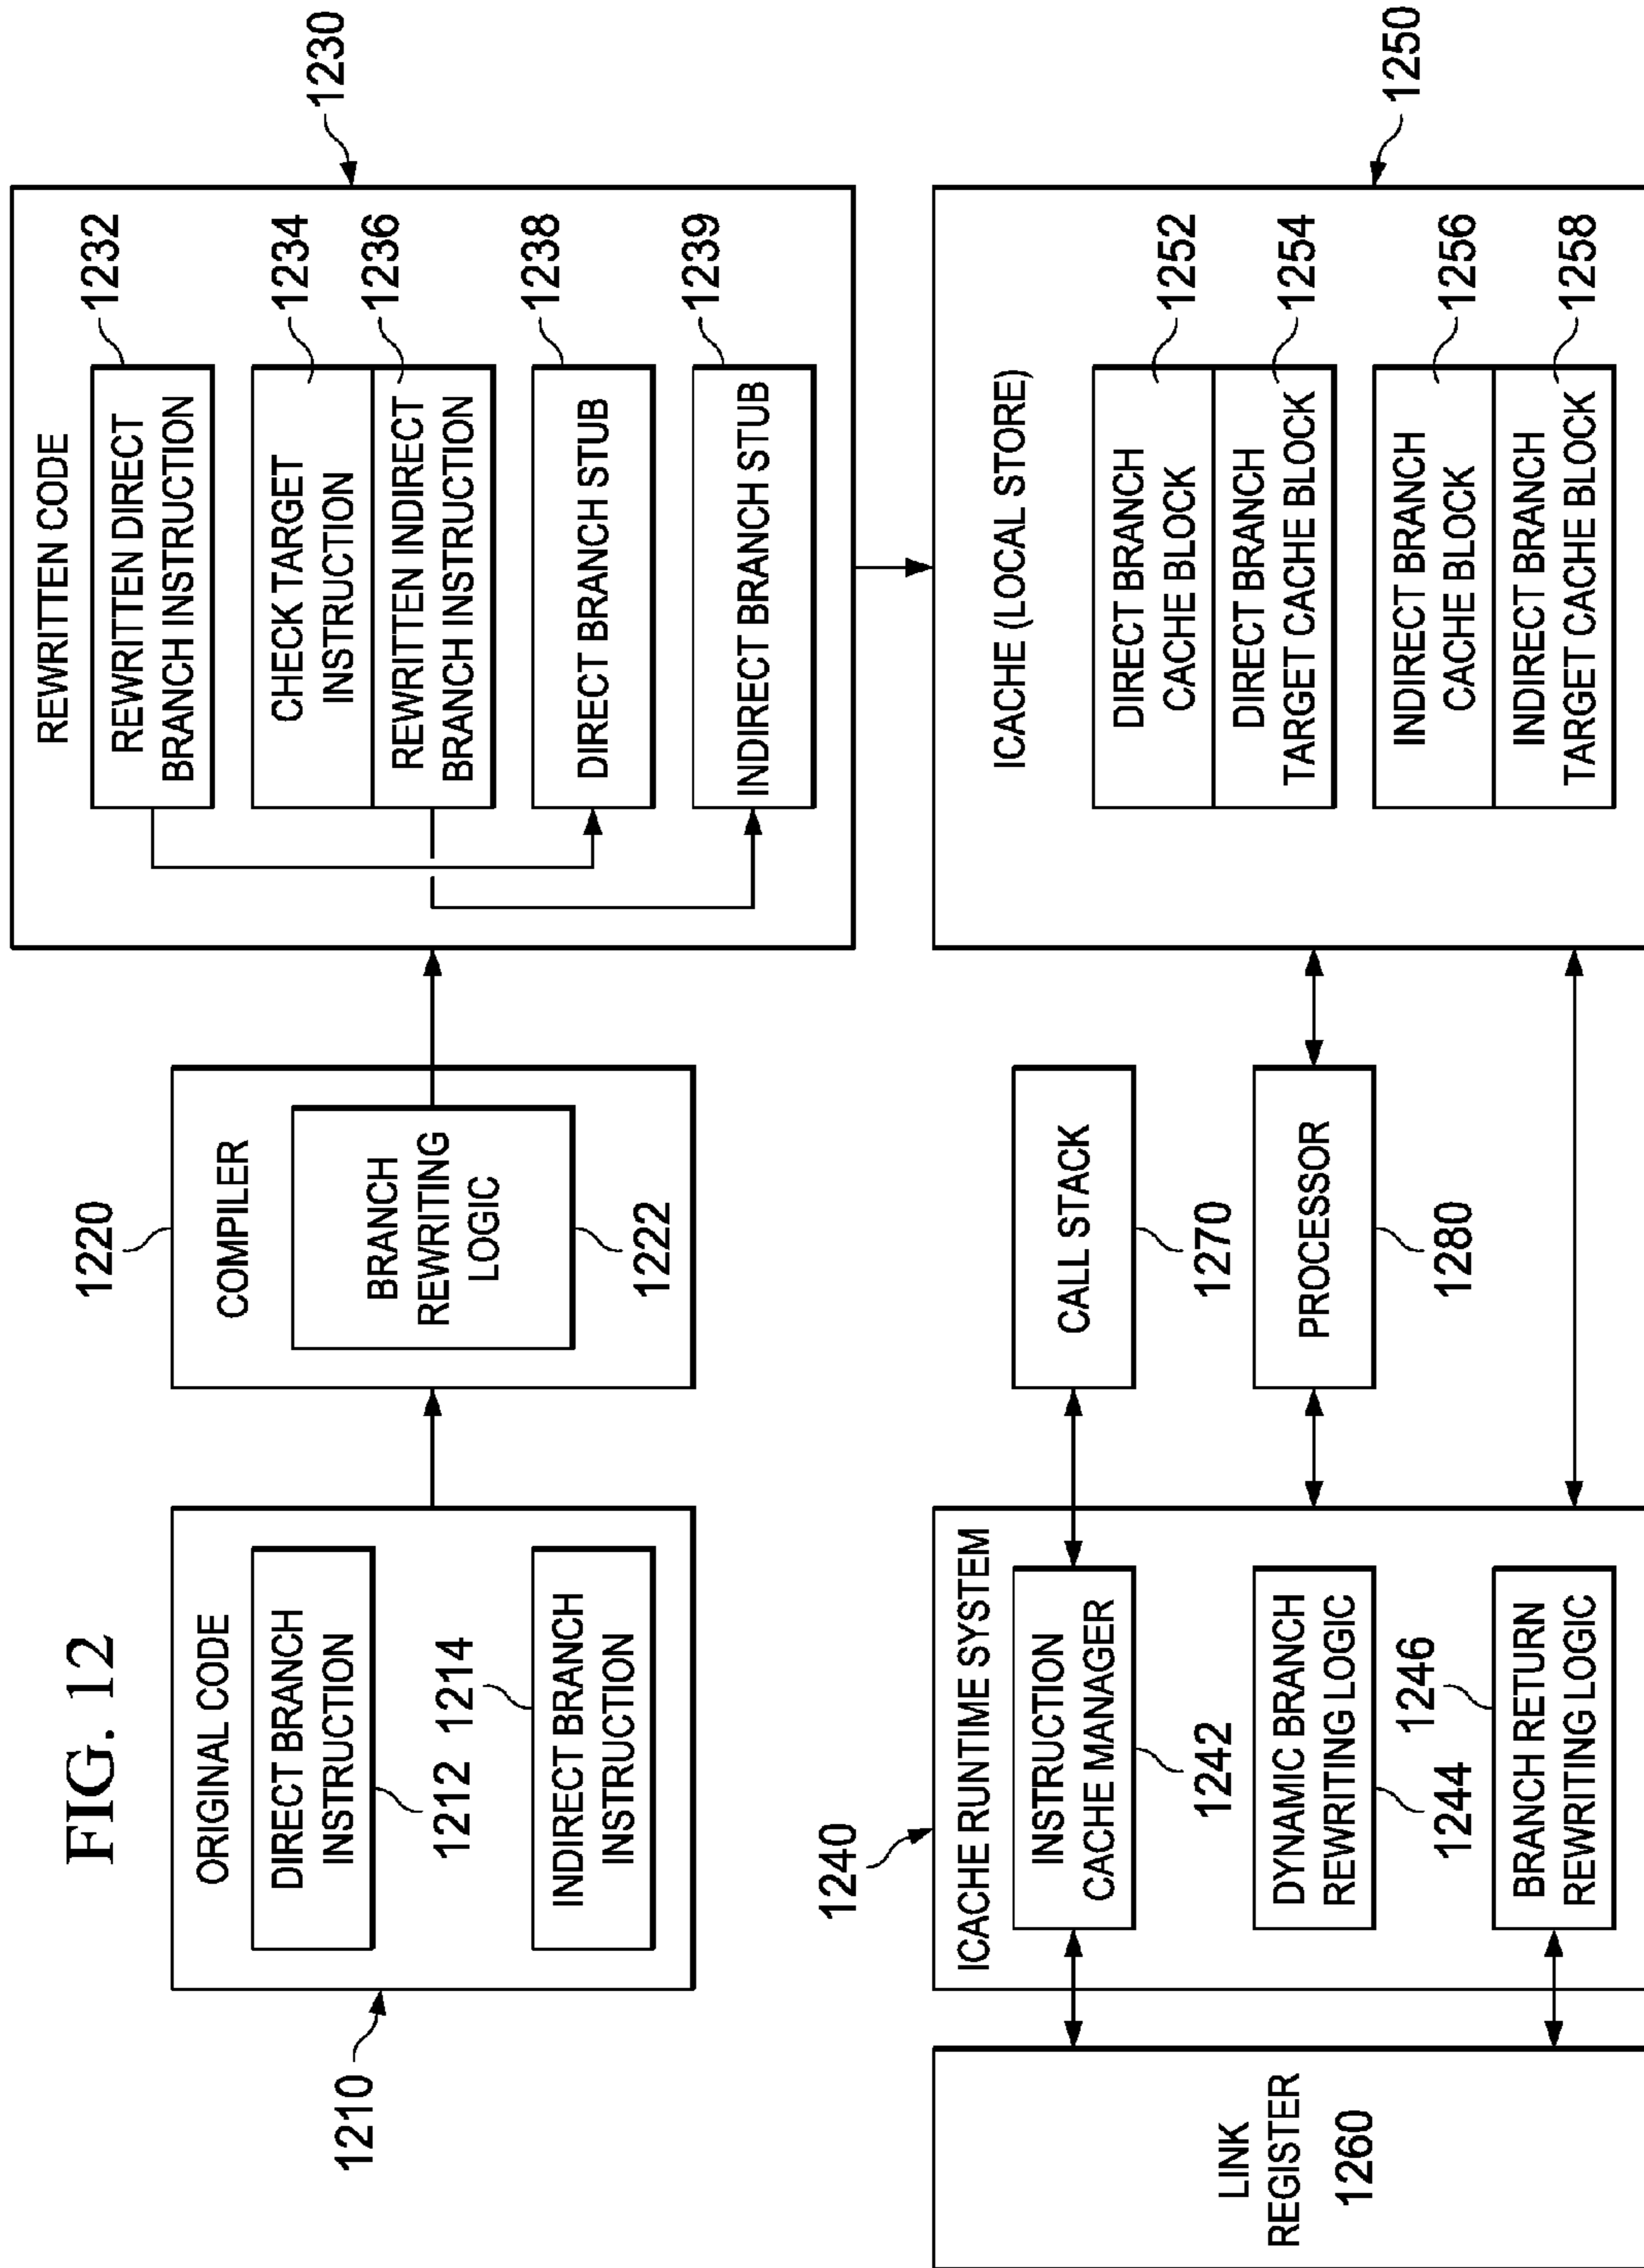 FIG. 12
1210
ORIGINAL CODE
DIRECT BRANCH
INSTRUCTION
1212
1214
INDIRECT BRANCH
INSTRUCTION
1220
COMPILER
BRANCH
REWRITING
LOGIC
1222
1230
REWRITTEN CODE
REWRITTEN DIRECT
BRANCH INSTRUCTION
1232
CHECK TARGET
INSTRUCTION
1234
REWRITTEN INDIRECT
BRANCH INSTRUCTION
1236
DIRECT BRANCH STUB
1238
INDIRECT BRANCH STUB
1239
LINK
REGISTER
1260
1240
ICACHE RUNTIME SYSTEM
INSTRUCTION
CACHE MANAGER
1242
DYNAMIC BRANCH
REWRITING LOGIC
1244
1246
BRANCH RETURN
REWRITING LOGIC
CALL STACK
1270
PROCESSOR
1280
1250
ICACHE (LOCAL STORE)
DIRECT BRANCH
CACHE BLOCK
1252
DIRECT BRANCH
TARGET CACHE BLOCK
1254
INDIRECT BRANCH
CACHE BLOCK
1256
INDIRECT BRANCH
TARGET CACHE BLOCK
1258